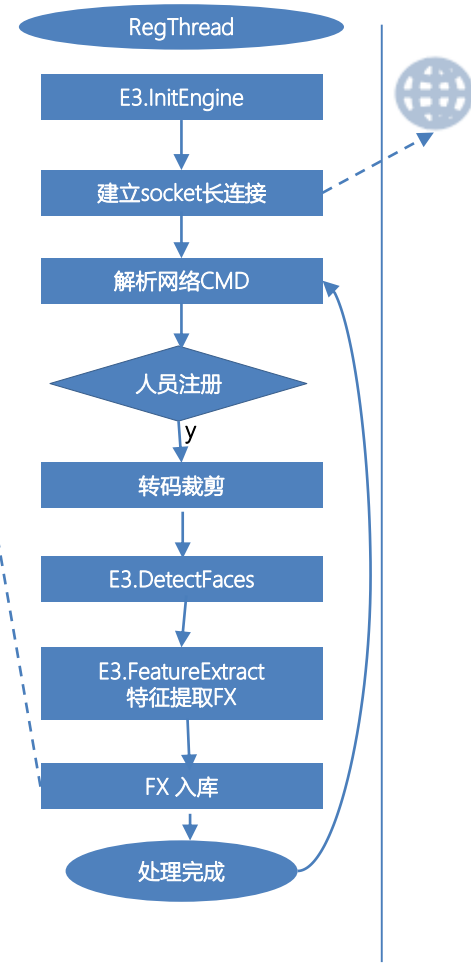 RegThread
E3.InitEngine
建立socket长连接
解析网络CMD
人员注册
y
转码裁剪
E3.DetectFaces
E3.FeatureExtract
特征提取FX
FX 入库
处理完成